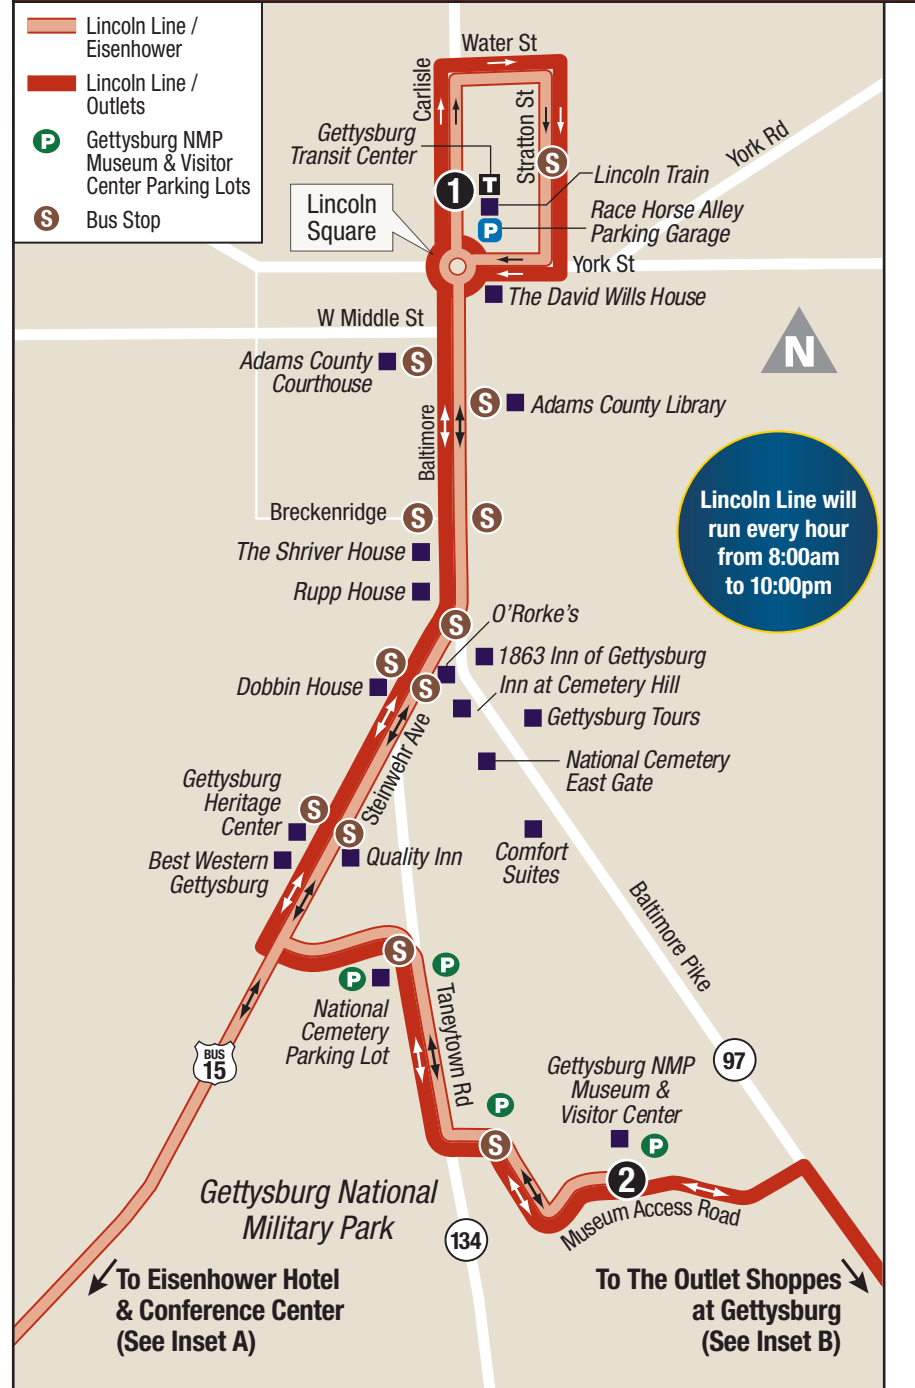 Lincoln Line /
Eisenhower
Lincoln Line /
Outlets
P
Gettysburg NMP
Museum & Visitor
Center Parking Lots
S
Bus Stop
Water St
Carlisle
Stratton St
S
Gettysburg
Transit Center
York Rd
1
T
Lincoln Train
Lincoln
Square
P
Race Horse Alley
Parking Garage
York St
The David Wills House
W Middle St
N
Adams County
Courthouse
S
S
Adams County Library
Baltimore
Lincoln Line will
run every hour
from 8:00am
to 10:00pm
Breckenridge
S
S
The Shriver House
Rupp House
O'Rorke's
S
1863 Inn of Gettysburg
S
Dobbin House
S
Inn at Cemetery Hill
Gettysburg Tours
Steinwehr Ave
National Cemetery
East Gate
Gettysburg
Heritage
Center
S
S
Best Western
Gettysburg
Quality Inn
Comfort
Suites
Baltimore Pike
S
P
P
National
Cemetery
Parking Lot
Taneytown Rd
BUS
15
97
Gettysburg NMP
Museum &
Visitor Center
P
S
P
2
Museum Access Road
Gettysburg National
Military Park
134
To Eisenhower Hotel
& Conference Center
(See Inset A)
To The Outlet Shoppes
at Gettysburg
(See Inset B)